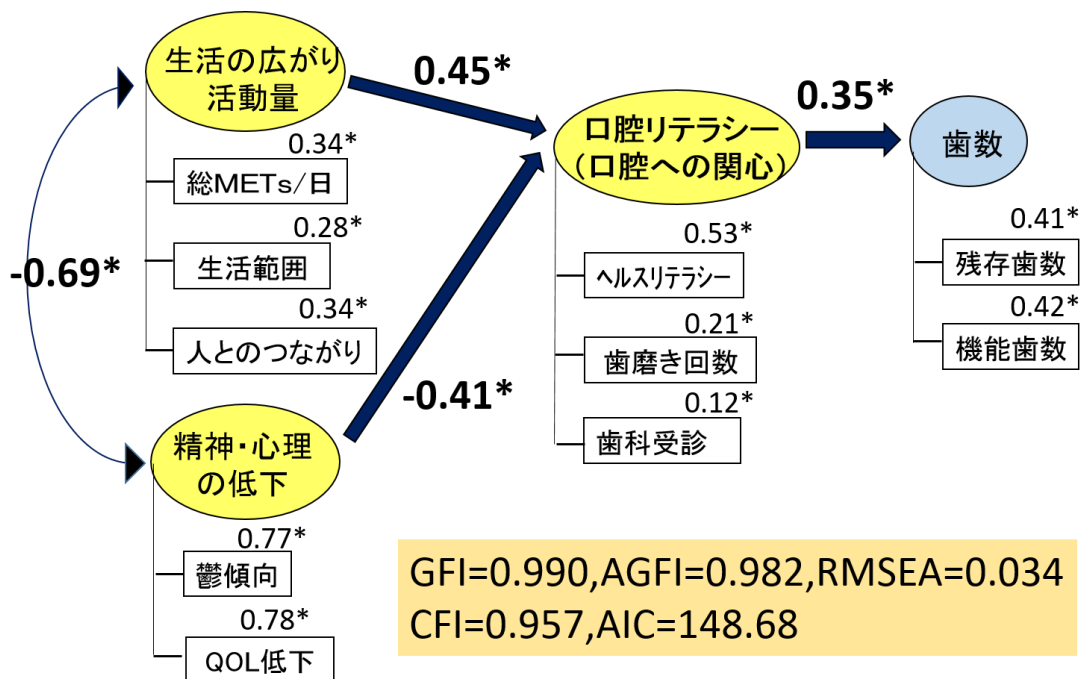 生活の広がり
活動量
0.45*
0.35*
口腔リテラシー
(口腔への関心)
歯数
0.34*
総METs/日
0.28*
生活範囲
0.34*
人とのつながり
-0.69*
0.53*
ヘルスリテラシー
0.21*
歯磨き回数
0.12*
歯科受診
0.41*
残存歯数
0.42*
機能歯数
-0.41*
精神・心理
の低下
0.77*
鬱傾向
0.78*
QOL低下
GFI=0.990,AGFI=0.982,RMSEA=0.034
CFI=0.957,AIC=148.68